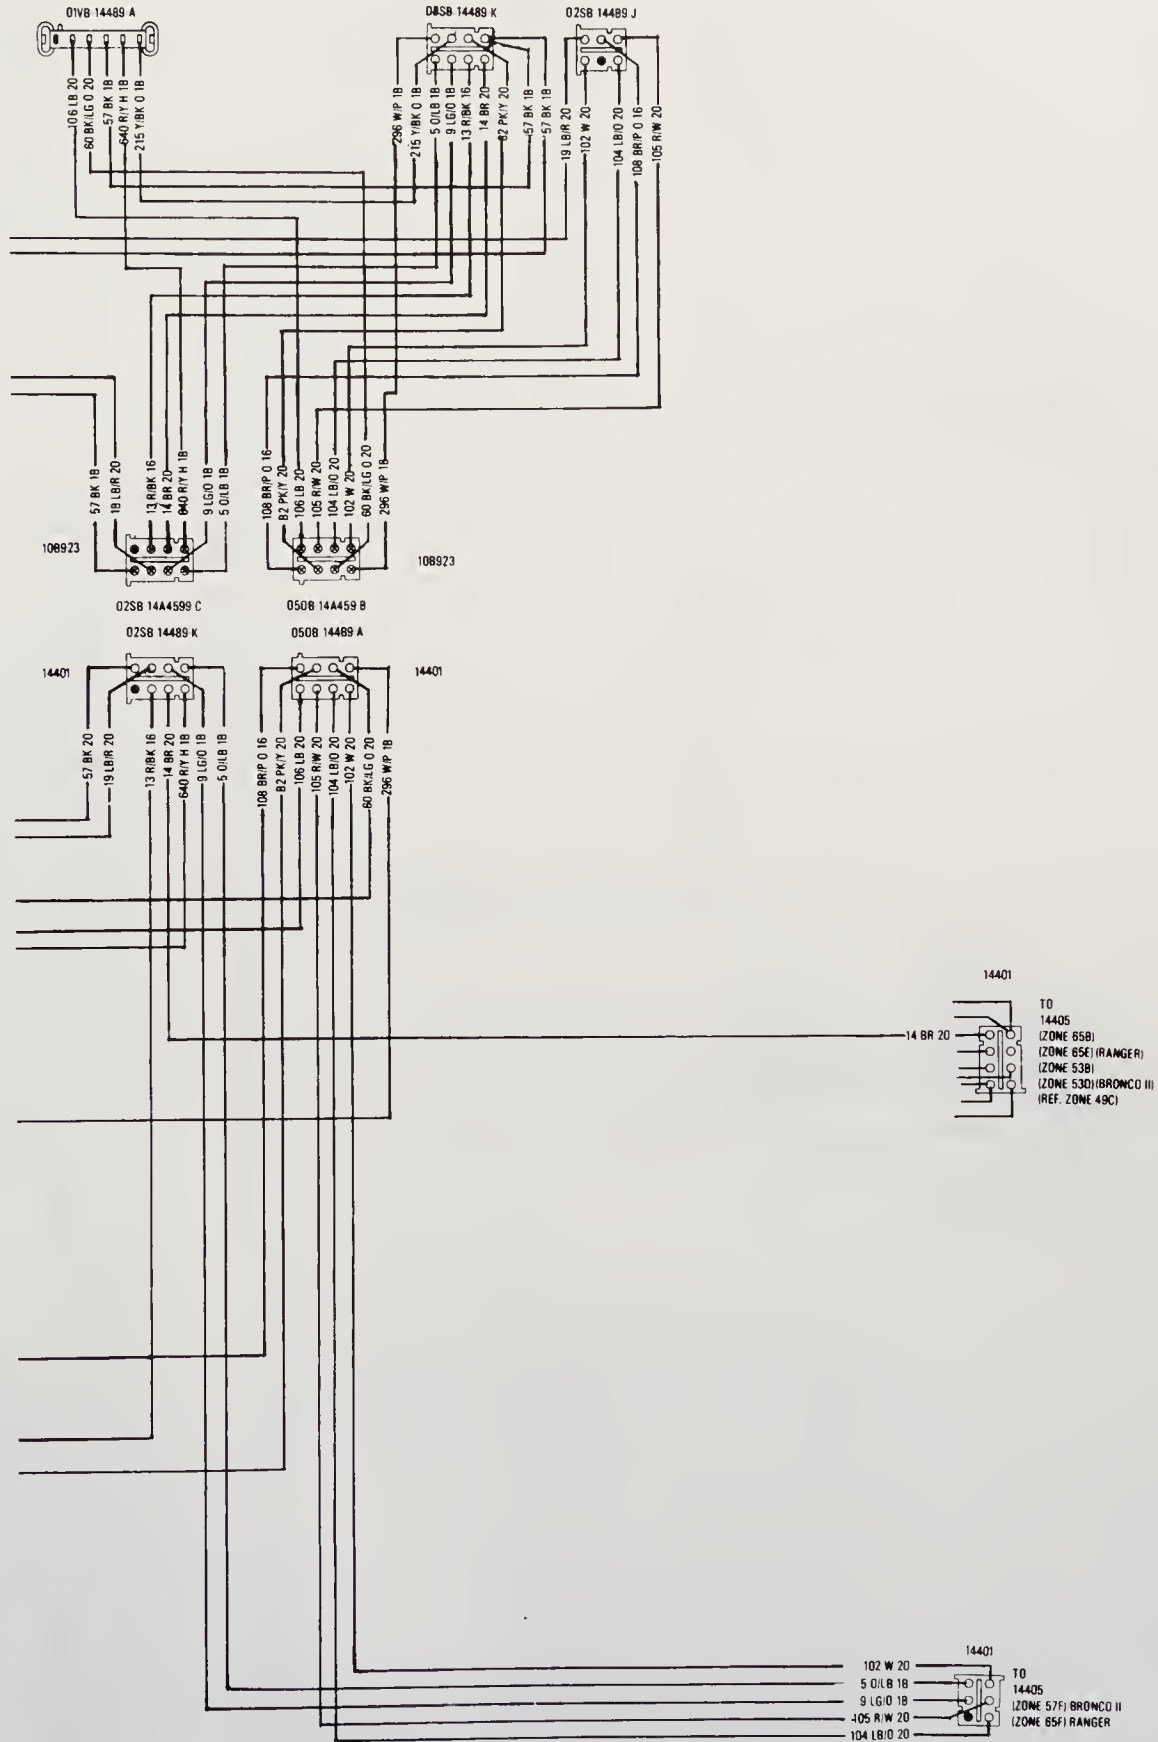 01VB 14489 A
08SB 14489 K
02SB 14489 J
106 LB 20
60 BK/LG O 20
57 BK 18
640 R/Y H 18
215 Y/BK O 18
296 W/P 18
215 Y/BK O 18
5 O/LB 18
9 LG/O 18
13 R/BK 16
14 BR 20
82 PK/Y 20
57 BK 18
57 BK 18
19 LB/R 20
102 W 20
104 LB/O 20
108 BR/P O 16
105 R/W 20
57 BK 18
18 LB/R 20
13 R/BK 16
14 BR 20
640 R/Y H 18
9 LG/O 18
5 O/LB 18
108 BR/P O 16
82 PK/Y 20
106 LB 20
105 R/W 20
104 LB/O 20
102 W 20
60 BK/LG O 20
296 W/P 18
108923
108923
02SB 14A4599 C
050B 14A459 B
02SB 14489 K
050B 14489 A
14401
14401
57 BK 20
19 LB/R 20
13 R/BK 16
14 BR 20
640 R/Y H 18
9 LG/O 18
5 O/LB 18
108 BR/P O 16
82 PK/Y 20
106 LB 20
105 R/W 20
104 LB/O 20
102 W 20
60 BK/LG O 20
296 W/P 18
14401
TO
14405
14 BR 20
(ZONE 65B)
(ZONE 65E) (RANGER)
(ZONE 53B)
(ZONE 53D) (BRONCO II)
(REF. ZONE 49C)
14401
102 W 20
5 O/LB 18
9 LG/O 18
105 R/W 20
104 LB/O 20
TO
14405
(ZONE 57F) BRONCO II
(ZONE 65F) RANGER